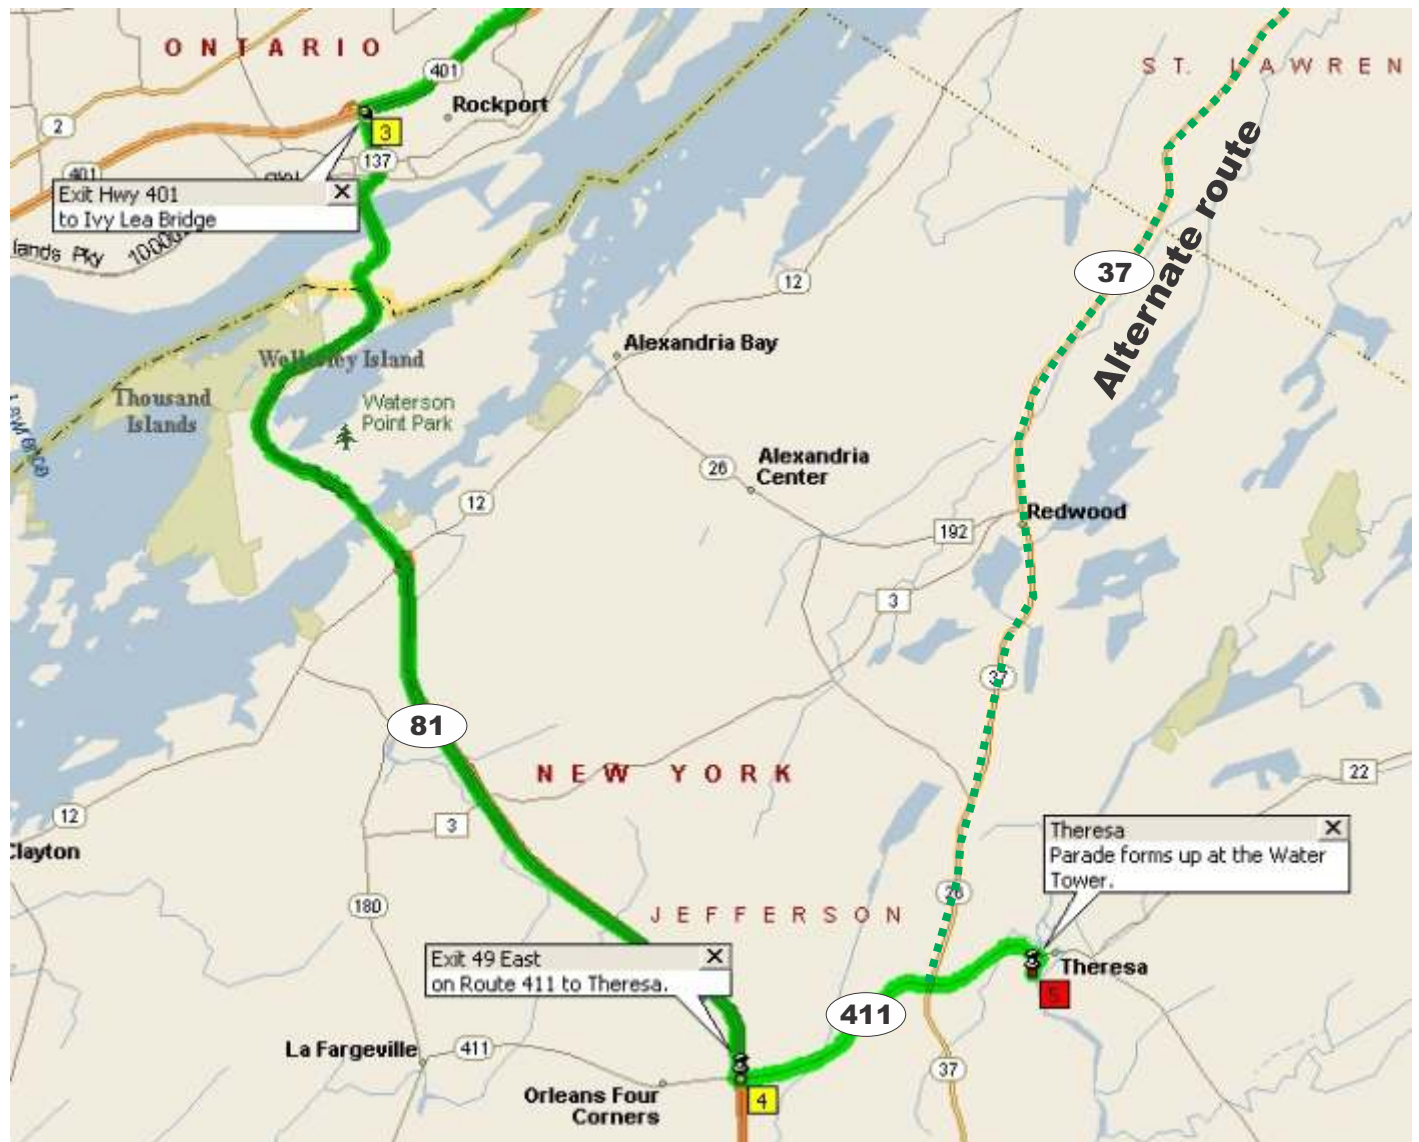 ONTARIO
ST. LAWREN
401
Rockport
2
3
137
401
Exit Hwy 401
to Ivy Lea Bridge
lands Pky
1000
Alternate route
37
12
Alexandria Bay
Wellesley Island
Thousand
Islands
Waterson
Point Park
Alexandria
Center
26
12
Redwood
192
3
37
81
NEW YORK
22
12
3
Clayton
Theresa
Parade forms up at the Water
Tower.
26
180
JEFFERSON
Exit 49 East
on Route 411 to Theresa.
Theresa
5
411
La Fargeville
411
37
Orleans Four
Corners
4